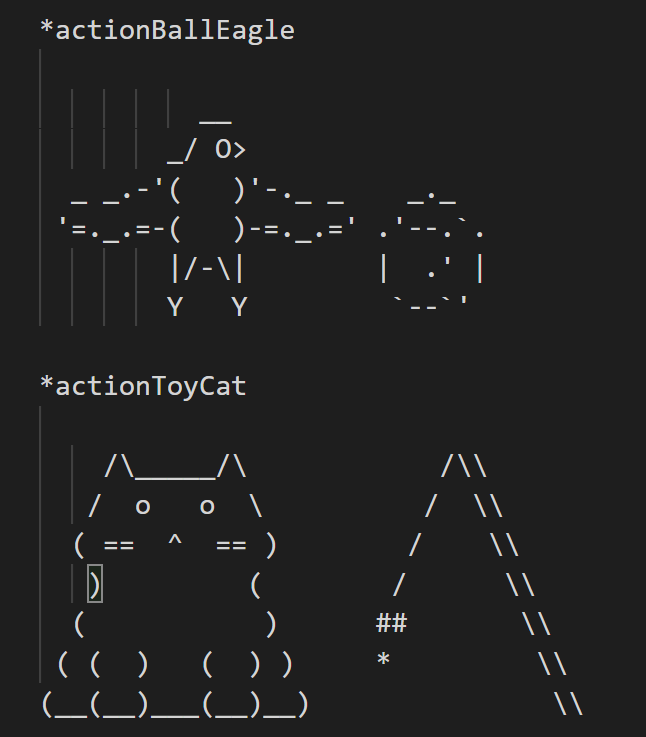 *actionBallEagle
          __
        _/ O>
  _ _.-'(   )'-._ _    _._
 '=._.=-(   )-=._.=' .'--.`.
        |/-\|        |  .' |
        Y   Y         `--`'
*actionToyCat
    /\_____/\            /\\
   /  o   o  \          /  \\
  ( ==  ^  == )        /    \\
   )         (        /      \\
  (           )      ##       \\
 ( (  )   (  ) )     *         \\
(__(__)___(__)__)               \\